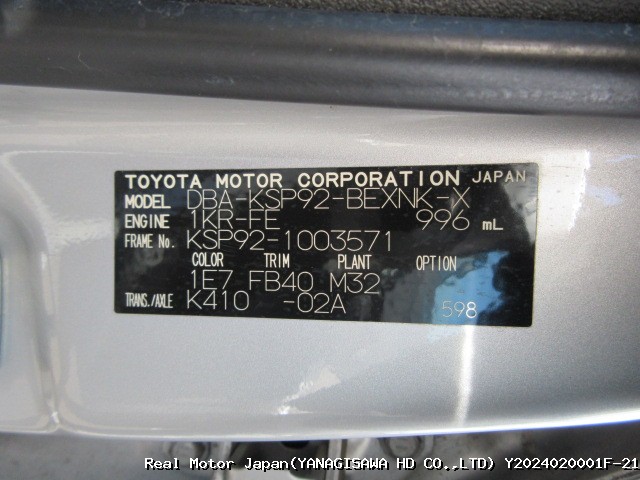 TOYOTA MOTOR CORPORATION JAPAN
MODEL DBA-KSP92-BEXNK-X
ENGINE 1KR-FE 996 mL
FRAME No. KSP92-1003571
COLOR TRIM PLANT OPTION
1E7 FB40 M32
TRANS./AXLE K410 -02A 598
Real Motor Japan(YANAGISAWA HD CO.,LTD) Y2024020001F-21